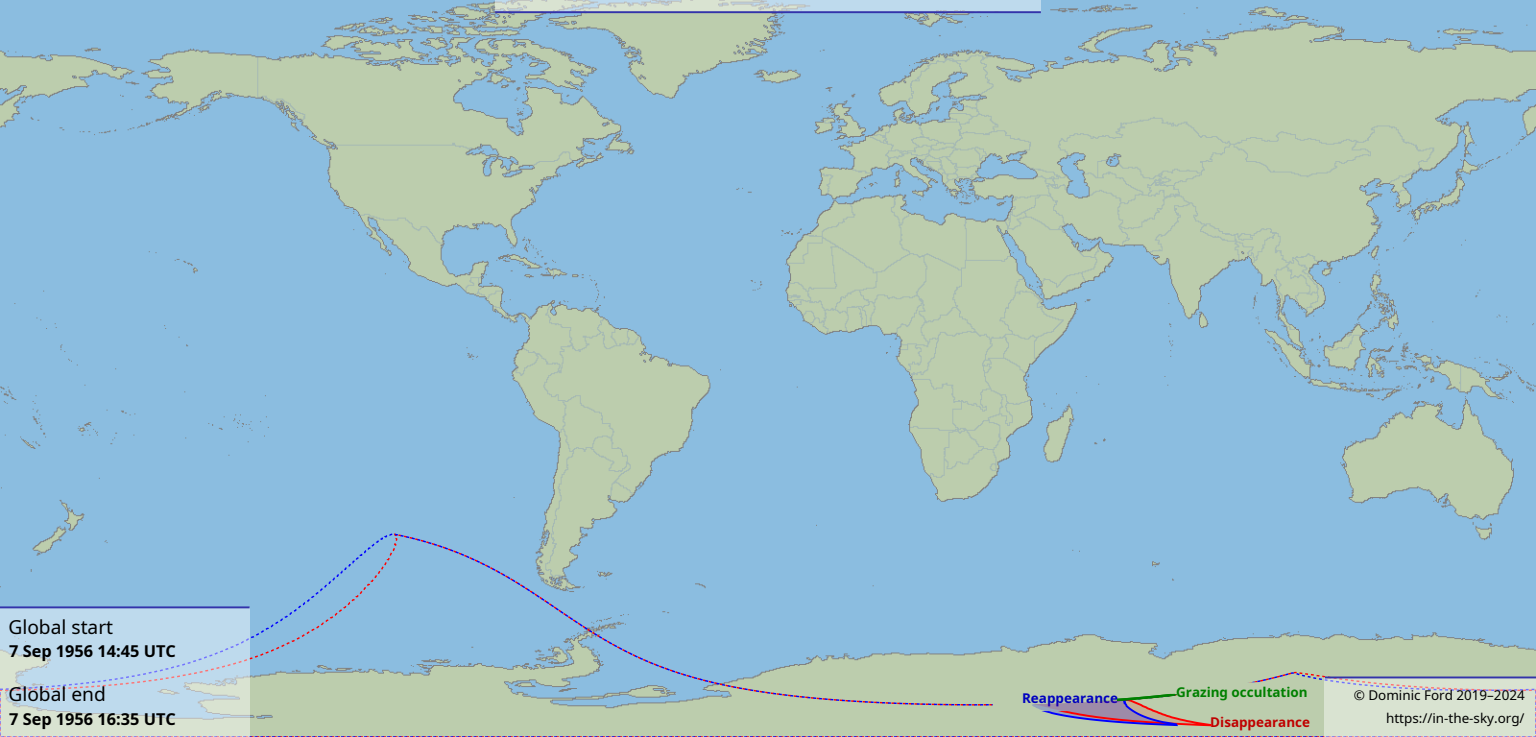 Global start
7 Sep 1956 14:45 UTC
Global end
7 Sep 1956 16:35 UTC
Reappearance
Grazing occultation
Disappearance
© Dominic Ford 2019–2024
https://in-the-sky.org/